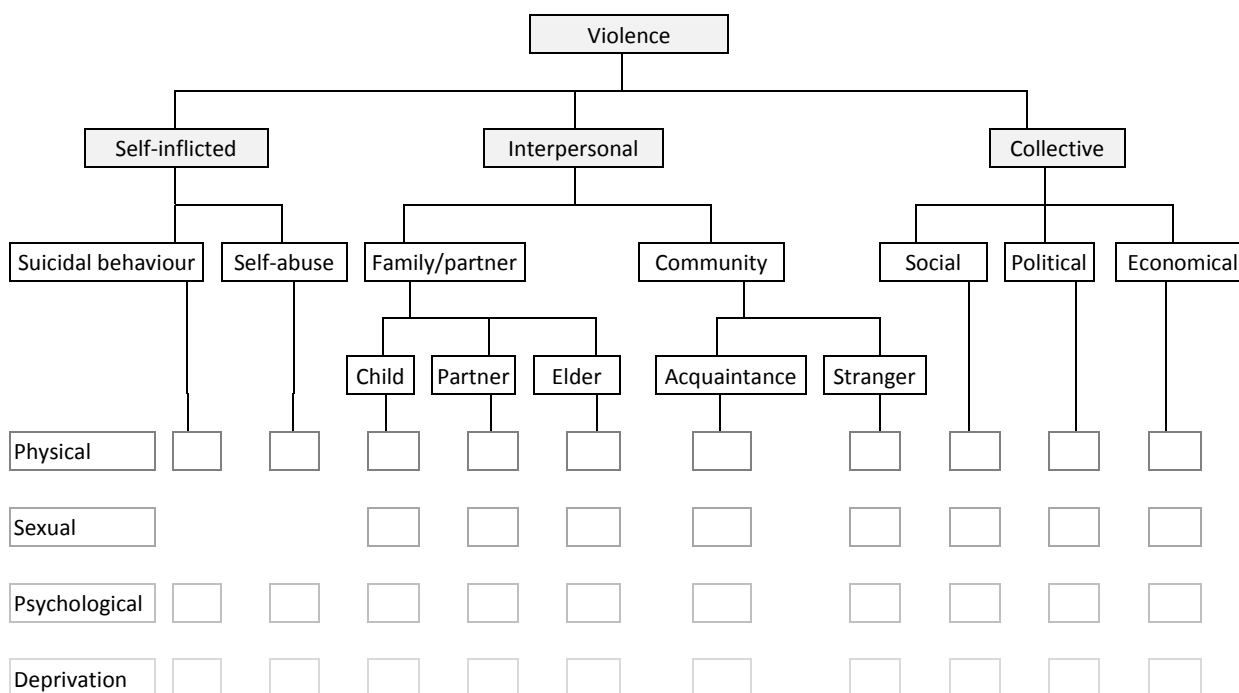 Violence
Self-inflicted
Interpersonal
Collective
Suicidal behaviour
Self-abuse
Family/partner
Community
Social
Political
Economical
Child
Partner
Elder
Acquaintance
Stranger
Physical
Sexual
Psychological
Deprivation